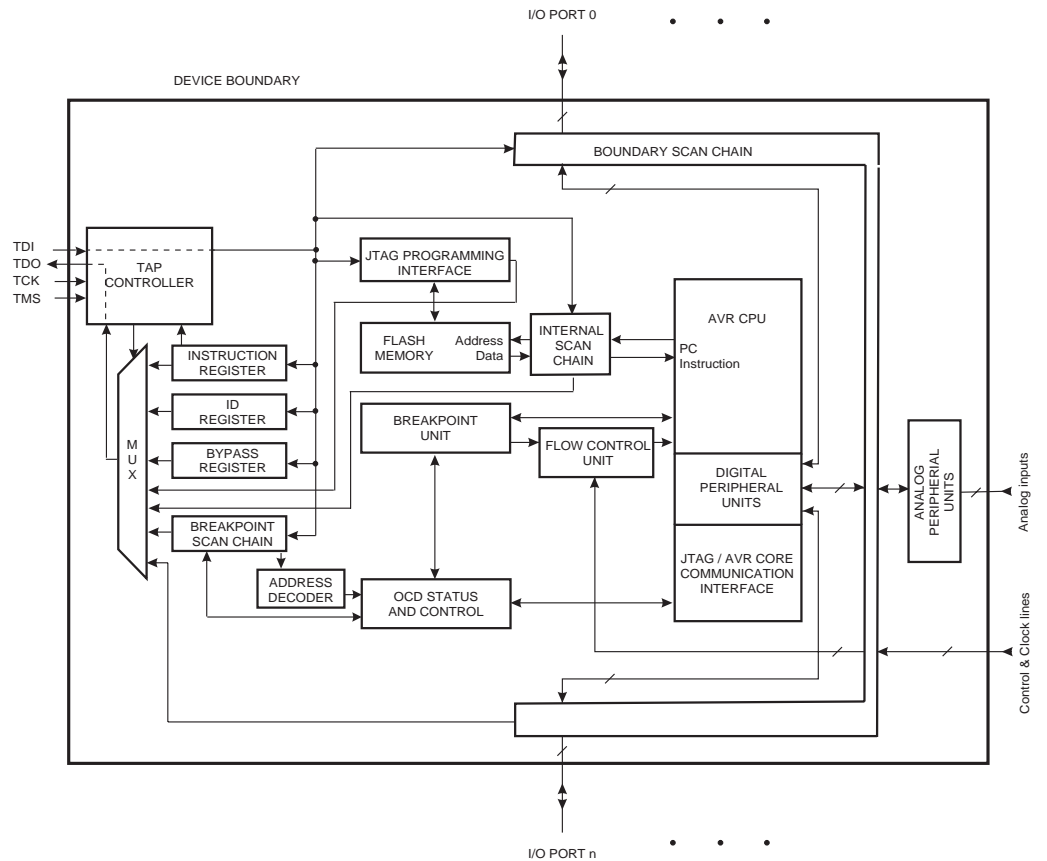 I/O PORT 0
DEVICE BOUNDARY
BOUNDARY SCAN CHAIN
TDI
TDO
TCK
TMS
TAP
CONTROLLER
JTAG PROGRAMMING
INTERFACE
AVR CPU
FLASH
MEMORY
Address
Data
INTERNAL
SCAN
CHAIN
PC
Instruction
INSTRUCTION
REGISTER
ID
REGISTER
BYPASS
REGISTER
M
U
X
BREAKPOINT
UNIT
FLOW CONTROL
UNIT
DIGITAL
PERIPHERAL
UNITS
ANALOG
PERIPHERIAL
UNITS
Analog inputs
BREAKPOINT
SCAN CHAIN
ADDRESS
DECODER
OCD STATUS
AND CONTROL
JTAG / AVR CORE
COMMUNICATION
INTERFACE
Control & Clock lines
I/O PORT n